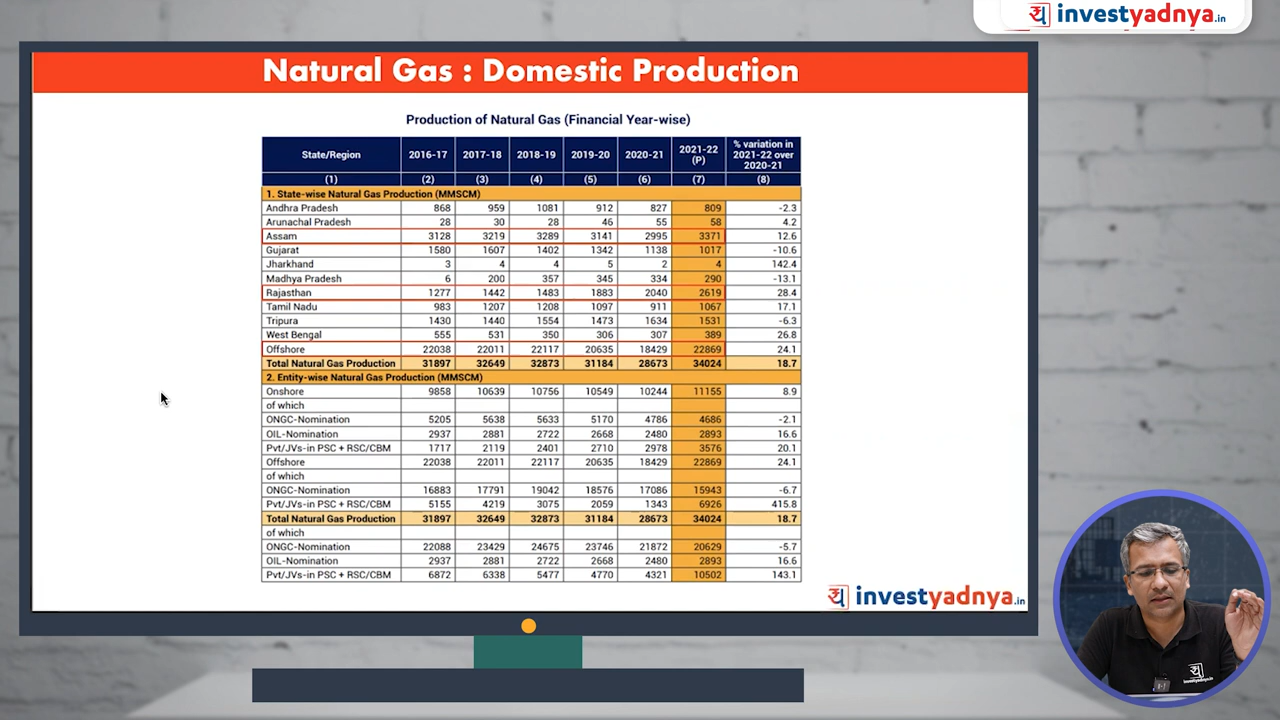 investyadnya.in
Natural Gas : Domestic Production
Production of Natural Gas (Financial Year-wise)
State/Region 2016-17 2017-18 2018-19 2019-20 2020-21 2021-22 (P) % variation in 2021-22 over 2020-21
(1) (2) (3) (4) (5) (6) (7) (8)
1. State-wise Natural Gas Production (MMSCM)
Andhra Pradesh 868 959 1081 912 827 809 -2.3
Arunachal Pradesh 28 30 28 46 55 58 4.2
Assam 3128 3219 3289 3141 2995 3371 12.6
Gujarat 1580 1607 1402 1342 1138 1017 -10.6
Jharkhand 3 4 4 5 2 4 142.4
Madhya Pradesh 6 200 357 345 334 290 -13.1
Rajasthan 1277 1442 1483 1883 2040 2619 28.4
Tamil Nadu 983 1207 1208 1097 911 1067 17.1
Tripura 1430 1440 1554 1473 1634 1531 -6.3
West Bengal 555 531 350 306 307 389 26.8
Offshore 22038 22011 22117 20635 18429 22869 24.1
Total Natural Gas Production 31897 32649 32873 31184 28673 34024 18.7
2. Entity-wise Natural Gas Production (MMSCM)
Onshore 9858 10639 10756 10549 10244 11155 8.9
of which
ONGC-Nomination 5205 5638 5633 5170 4786 4686 -2.1
OIL-Nomination 2937 2881 2722 2668 2480 2893 16.6
Pvt/JVs-in PSC + RSC/CBM 1717 2119 2401 2710 2978 3576 20.1
Offshore 22038 22011 22117 20635 18429 22869 24.1
of which
ONGC-Nomination 16883 17791 19042 18576 17086 15943 -6.7
Pvt/JVs-in PSC + RSC/CBM 5155 4219 3075 2059 1343 6926 415.8
Total Natural Gas Production 31897 32649 32873 31184 28673 34024 18.7
of which
ONGC-Nomination 22088 23429 24675 23746 21872 20629 -5.7
OIL-Nomination 2937 2881 2722 2668 2480 2893 16.6
Pvt/JVs-in PSC + RSC/CBM 6872 6338 5477 4770 4321 10502 143.1
investyadnya.in
investyadnya.in